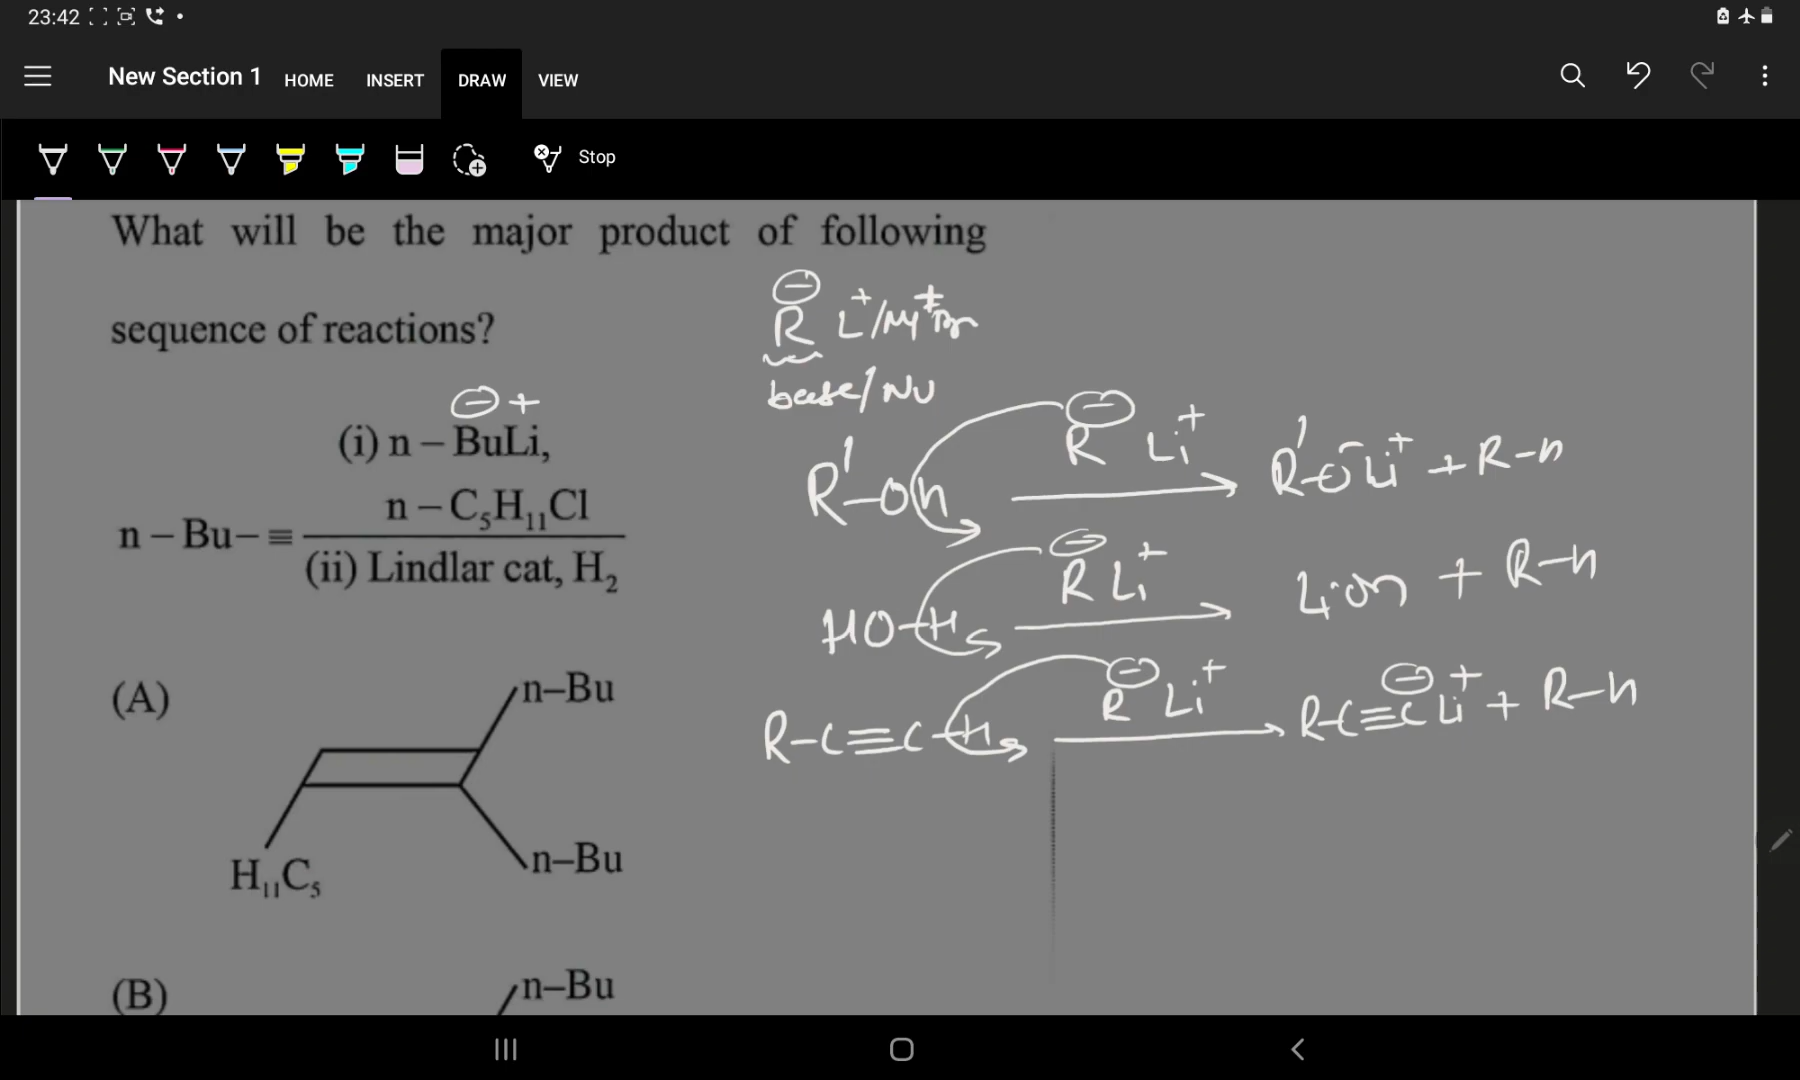 23:42
New Section 1 HOME INSERT DRAW VIEW
Stop
What will be the major product of following
sequence of reactions?
⊖ +
(i) n – BuLi,
n – C₅H₁₁Cl
n – Bu– ≡
(ii) Lindlar cat, H₂
(A)
n–Bu
n–Bu
H₁₁C₅
(B)
n–Bu
⊖
R L⁺/
base/ NU
R'–OH ⊖ R Li⁺ → R'–O⁻ Li⁺ + R–H
HO–H ⊖ R Li⁺ → LiOH + R–H
R–C≡C–H ⊖ R Li⁺ → R–C≡C ⊖ Li⁺ + R–H